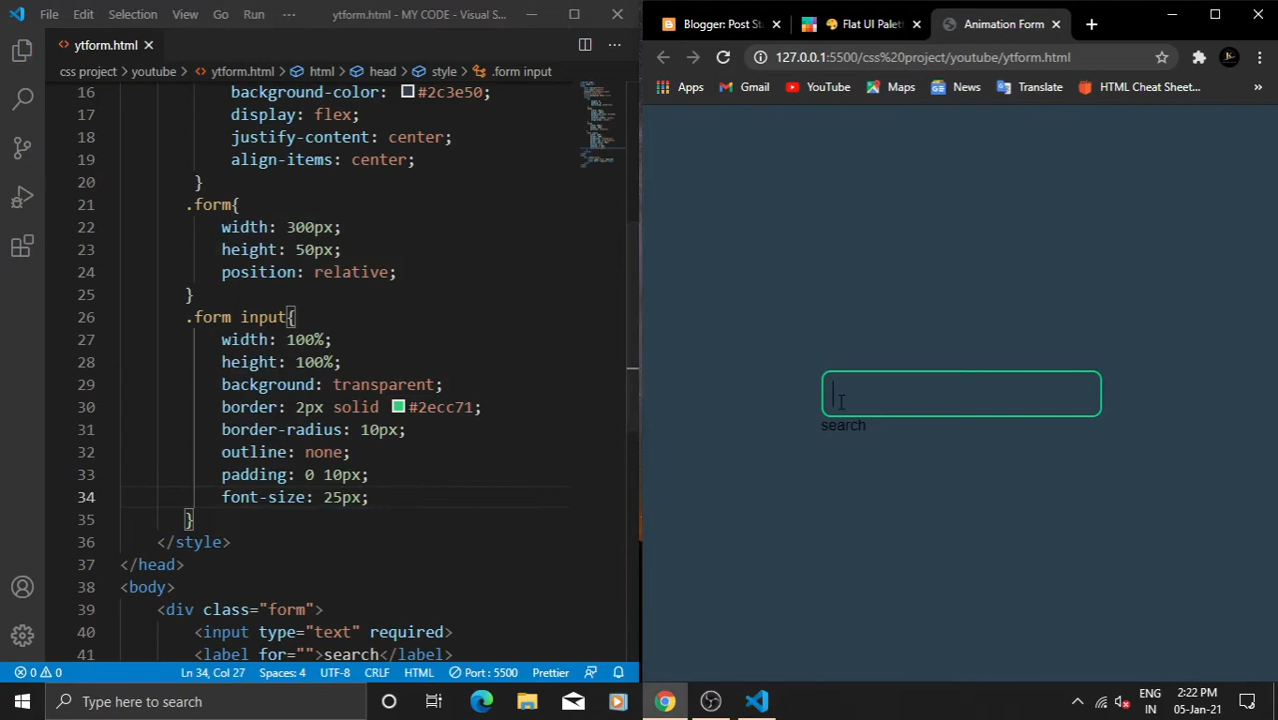 File Edit Selection View Go Run ··· ytform.html - MY CODE - Visual S...
ytform.html
css project > youtube > ytform.html > html > head > style > .form input
16 background-color: #2c3e50;
17 display: flex;
18 justify-content: center;
19 align-items: center;
20 }
21 .form{
22 width: 300px;
23 height: 50px;
24 position: relative;
25 }
26 .form input{
27 width: 100%;
28 height: 100%;
29 background: transparent;
30 border: 2px solid #2ecc71;
31 border-radius: 10px;
32 outline: none;
33 padding: 0 10px;
34 font-size: 25px;
35 }
36 </style>
37 </head>
38 <body>
39 <div class="form">
40 <input type="text" required>
41 <label for="">search</label>
0 0 Ln 34, Col 27 Spaces: 4 UTF-8 CRLF HTML Port : 5500 Prettier
Blogger: Post St Flat UI Palett Animation Form
127.0.0.1:5500/css%20project/youtube/ytform.html
Apps Gmail YouTube Maps News Translate HTML Cheat Sheet... »
search
Type here to search
ENG
IN
2:22 PM
05-Jan-21